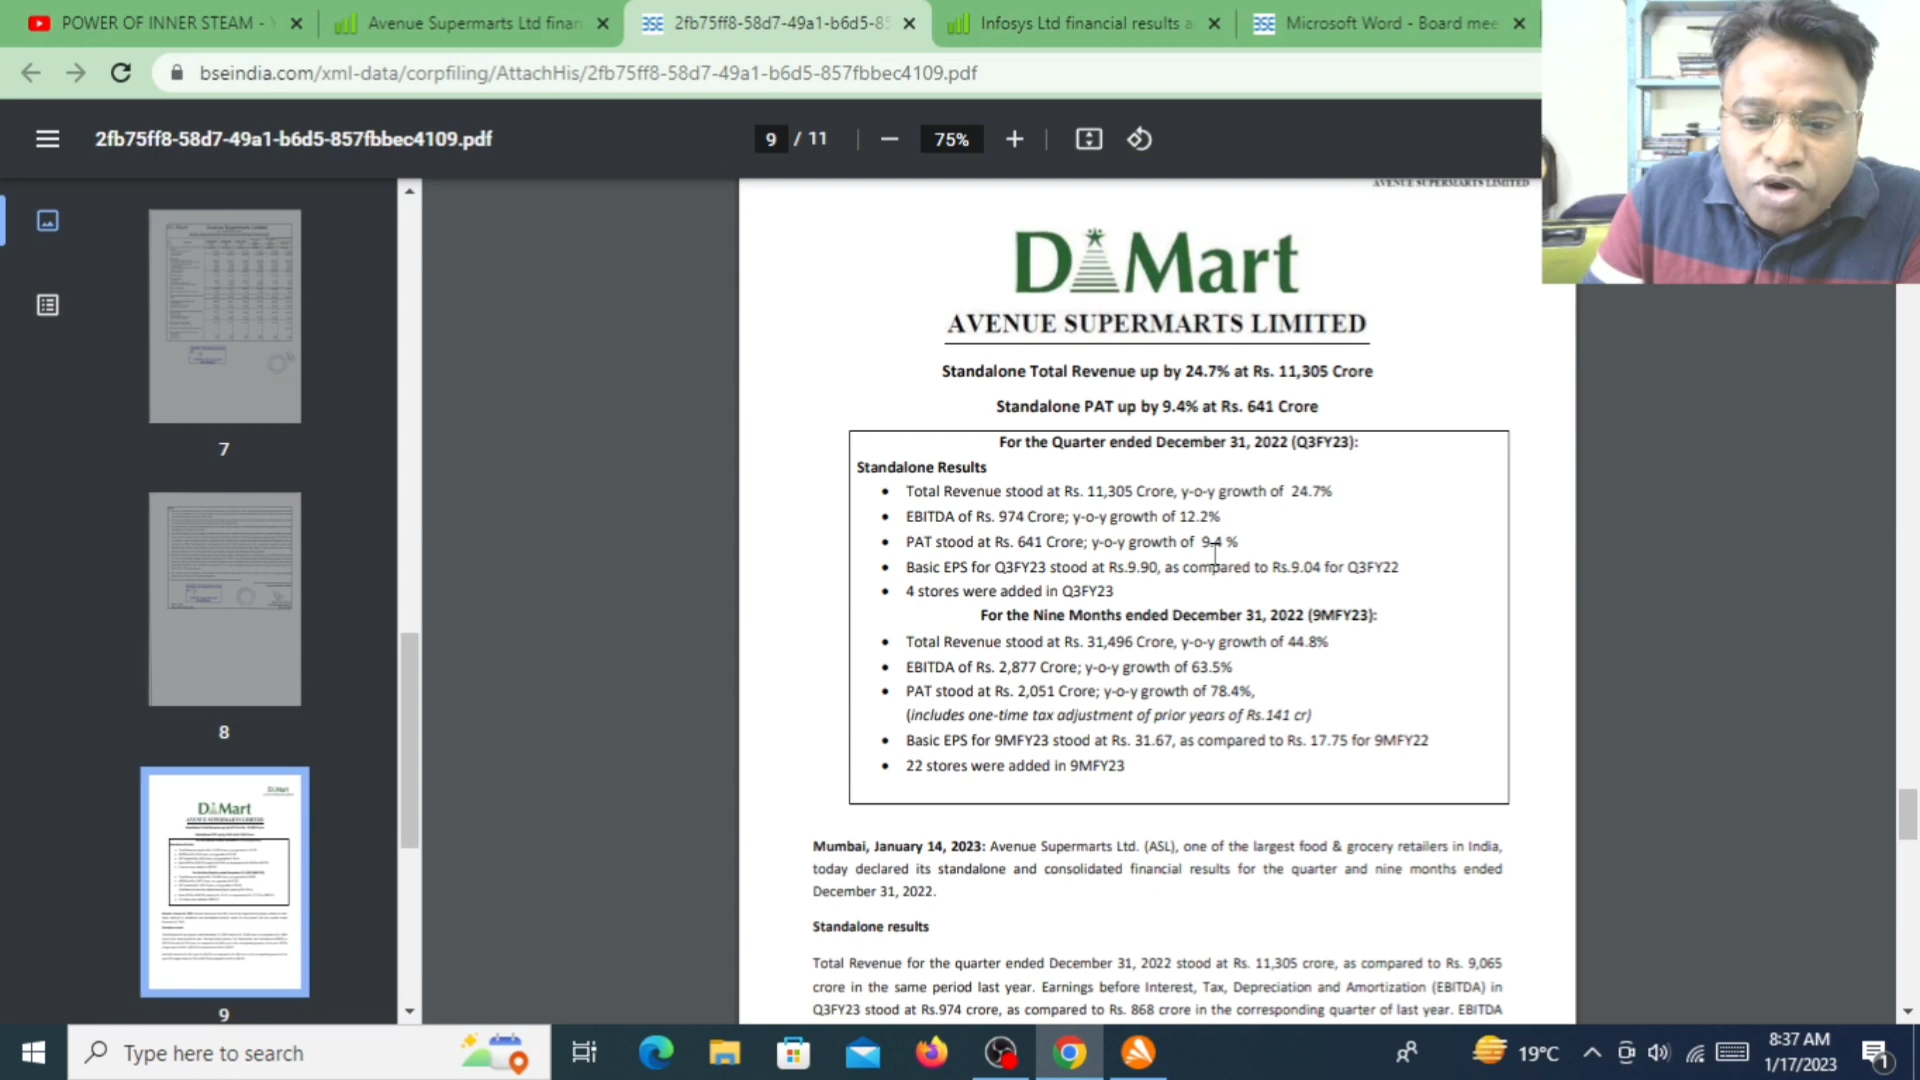 POWER OF INNER STEAM - Y
Avenue Supermarts Ltd finan
BSE
2fb75ff8-58d7-49a1-b6d5-85
Infosys Ltd financial results a
BSE
Microsoft Word - Board mee
bseindia.com/xml-data/corpfiling/AttachHis/2fb75ff8-58d7-49a1-b6d5-857fbbec4109.pdf
2fb75ff8-58d7-49a1-b6d5-857fbbec4109.pdf
9 / 11
75%
AVENUE SUPERMARTS LIMITED
7
8
9
D Mart
AVENUE SUPERMARTS LIMITED
Standalone Total Revenue up by 24.7% at Rs. 11,305 Crore
Standalone PAT up by 9.4% at Rs. 641 Crore
For the Quarter ended December 31, 2022 (Q3FY23):
Standalone Results
• Total Revenue stood at Rs. 11,305 Crore, y-o-y growth of 24.7%
• EBITDA of Rs. 974 Crore; y-o-y growth of 12.2%
• PAT stood at Rs. 641 Crore; y-o-y growth of 9.4 %
• Basic EPS for Q3FY23 stood at Rs.9.90, as compared to Rs.9.04 for Q3FY22
• 4 stores were added in Q3FY23
For the Nine Months ended December 31, 2022 (9MFY23):
• Total Revenue stood at Rs. 31,496 Crore, y-o-y growth of 44.8%
• EBITDA of Rs. 2,877 Crore; y-o-y growth of 63.5%
• PAT stood at Rs. 2,051 Crore; y-o-y growth of 78.4%,
(includes one-time tax adjustment of prior years of Rs.141 cr)
• Basic EPS for 9MFY23 stood at Rs. 31.67, as compared to Rs. 17.75 for 9MFY22
• 22 stores were added in 9MFY23
Mumbai, January 14, 2023: Avenue Supermarts Ltd. (ASL), one of the largest food & grocery retailers in India,
today declared its standalone and consolidated financial results for the quarter and nine months ended
December 31, 2022.
Standalone results
Total Revenue for the quarter ended December 31, 2022 stood at Rs. 11,305 crore, as compared to Rs. 9,065
crore in the same period last year. Earnings before Interest, Tax, Depreciation and Amortization (EBITDA) in
Q3FY23 stood at Rs.974 crore, as compared to Rs. 868 crore in the corresponding quarter of last year. EBITDA
D Mart
AVENUE SUPERMARTS LIMITED
Type here to search
19°C
8:37 AM
1/17/2023
1